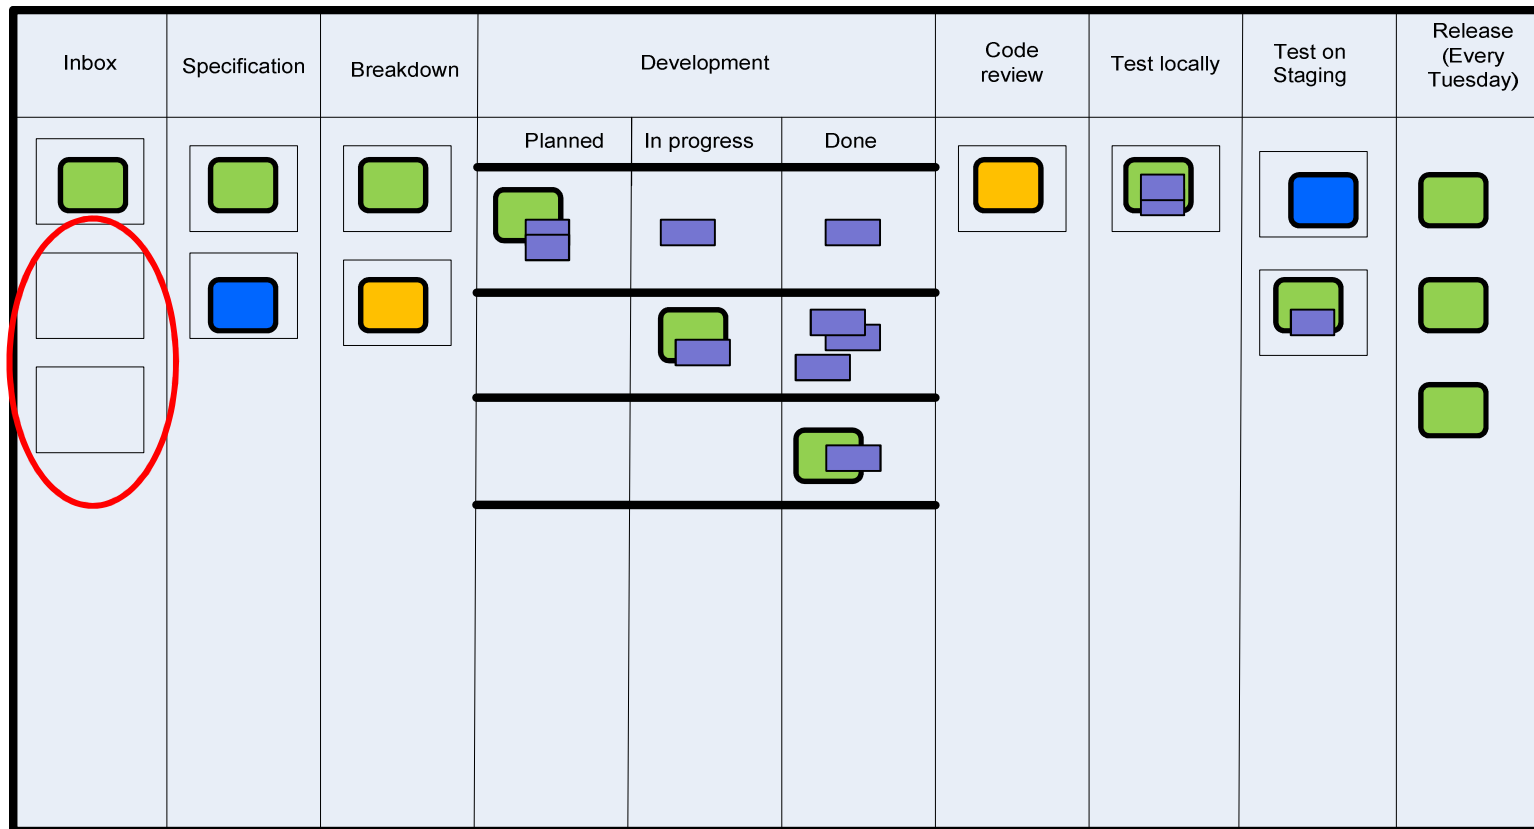 Inbox
Specification
Breakdown
Development
Code
review
Test locally
Test on
Staging
Release
(Every
Tuesday)
Planned
In progress
Done